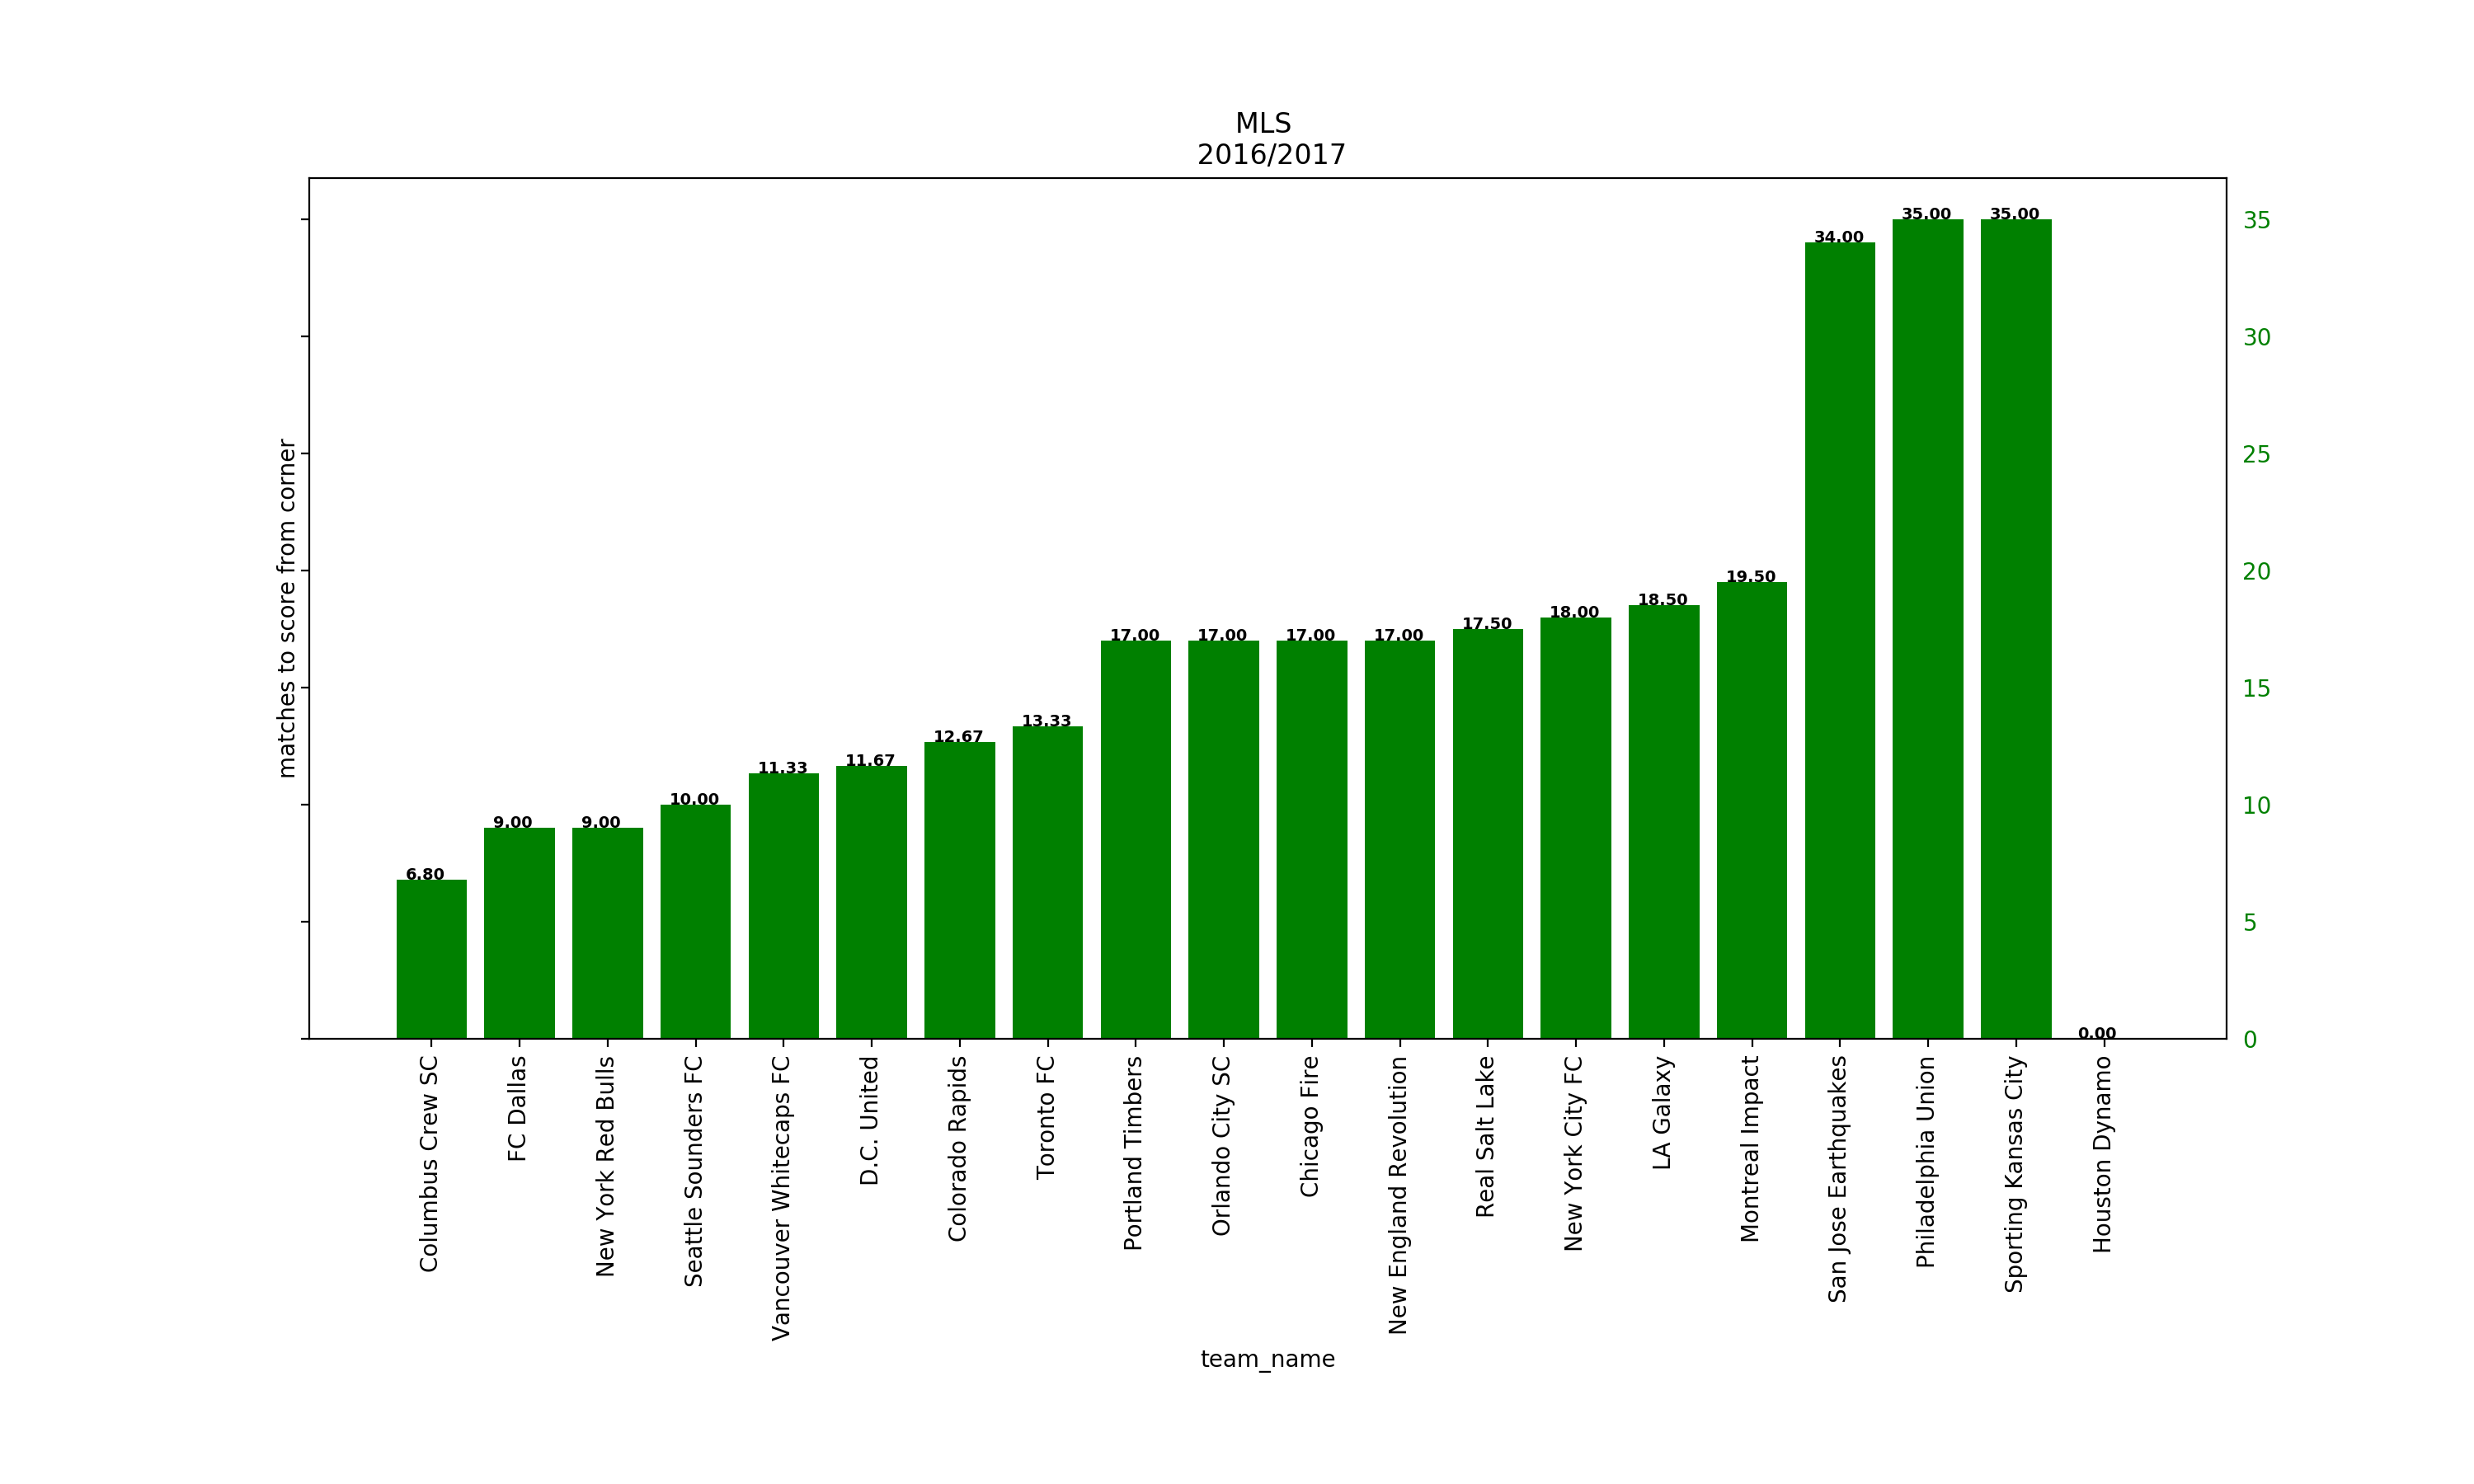 MLS
2016/2017
matches to score from corner
35
30
25
20
15
10
5
0
6.80
9.00
9.00
10.00
11.33
11.67
12.67
13.33
17.00
17.00
17.00
17.00
17.50
18.00
18.50
19.50
34.00
35.00
35.00
0.00
Columbus Crew SC
FC Dallas
New York Red Bulls
Seattle Sounders FC
Vancouver Whitecaps FC
D.C. United
Colorado Rapids
Toronto FC
Portland Timbers
Orlando City SC
Chicago Fire
New England Revolution
Real Salt Lake
New York City FC
LA Galaxy
Montreal Impact
San Jose Earthquakes
Philadelphia Union
Sporting Kansas City
Houston Dynamo
team_name